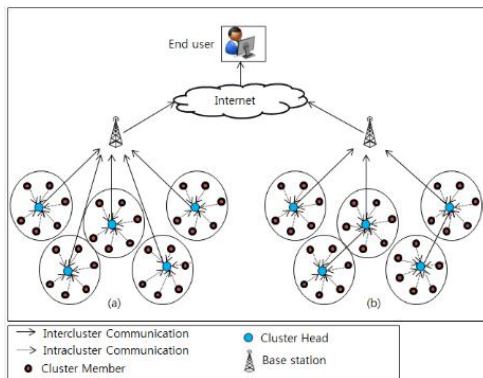 End user
Internet
(a)
(b)
Intercluster Communication
Intracluster Communication
Cluster Member
Cluster Head
Base station